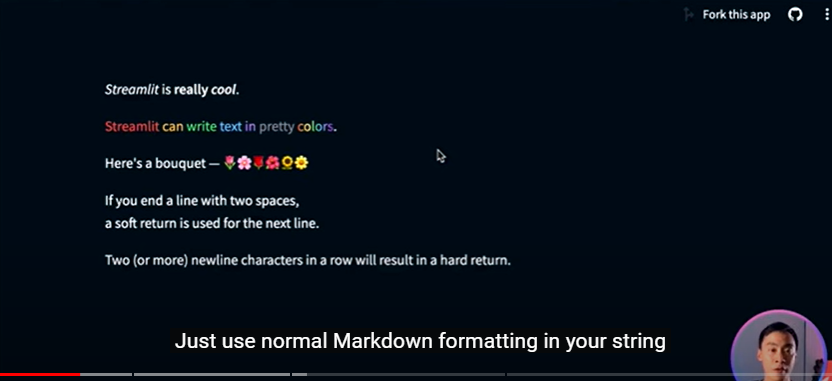 Fork this app
Streamlit is really cool.
Streamlit can write text in pretty colors.
Here's a bouquet — 🌷🌸🌹🌺🌻🌼
If you end a line with two spaces,
a soft return is used for the next line.
Two (or more) newline characters in a row will result in a hard return.
Just use normal Markdown formatting in your string